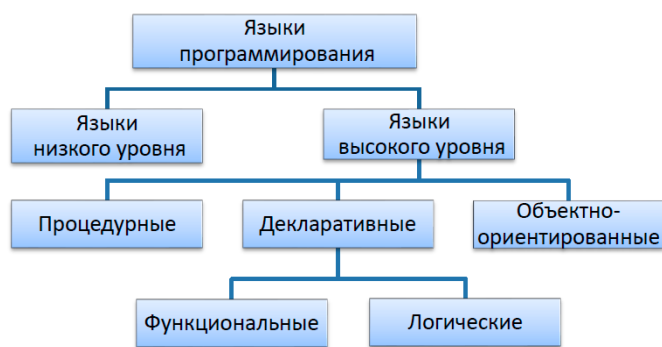 Языки
программирования
Языки
низкого уровня
Языки
высокого уровня
Процедурные
Декларативные
Объектно-
ориентированные
Функциональные
Логические